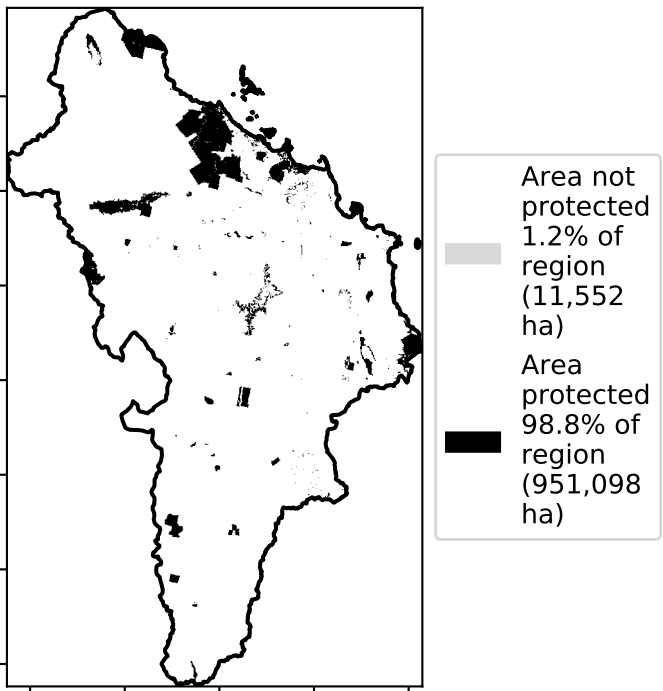 Area not
protected
1.2% of
region
(11,552
ha)
Area
protected
98.8% of
region
(951,098
ha)